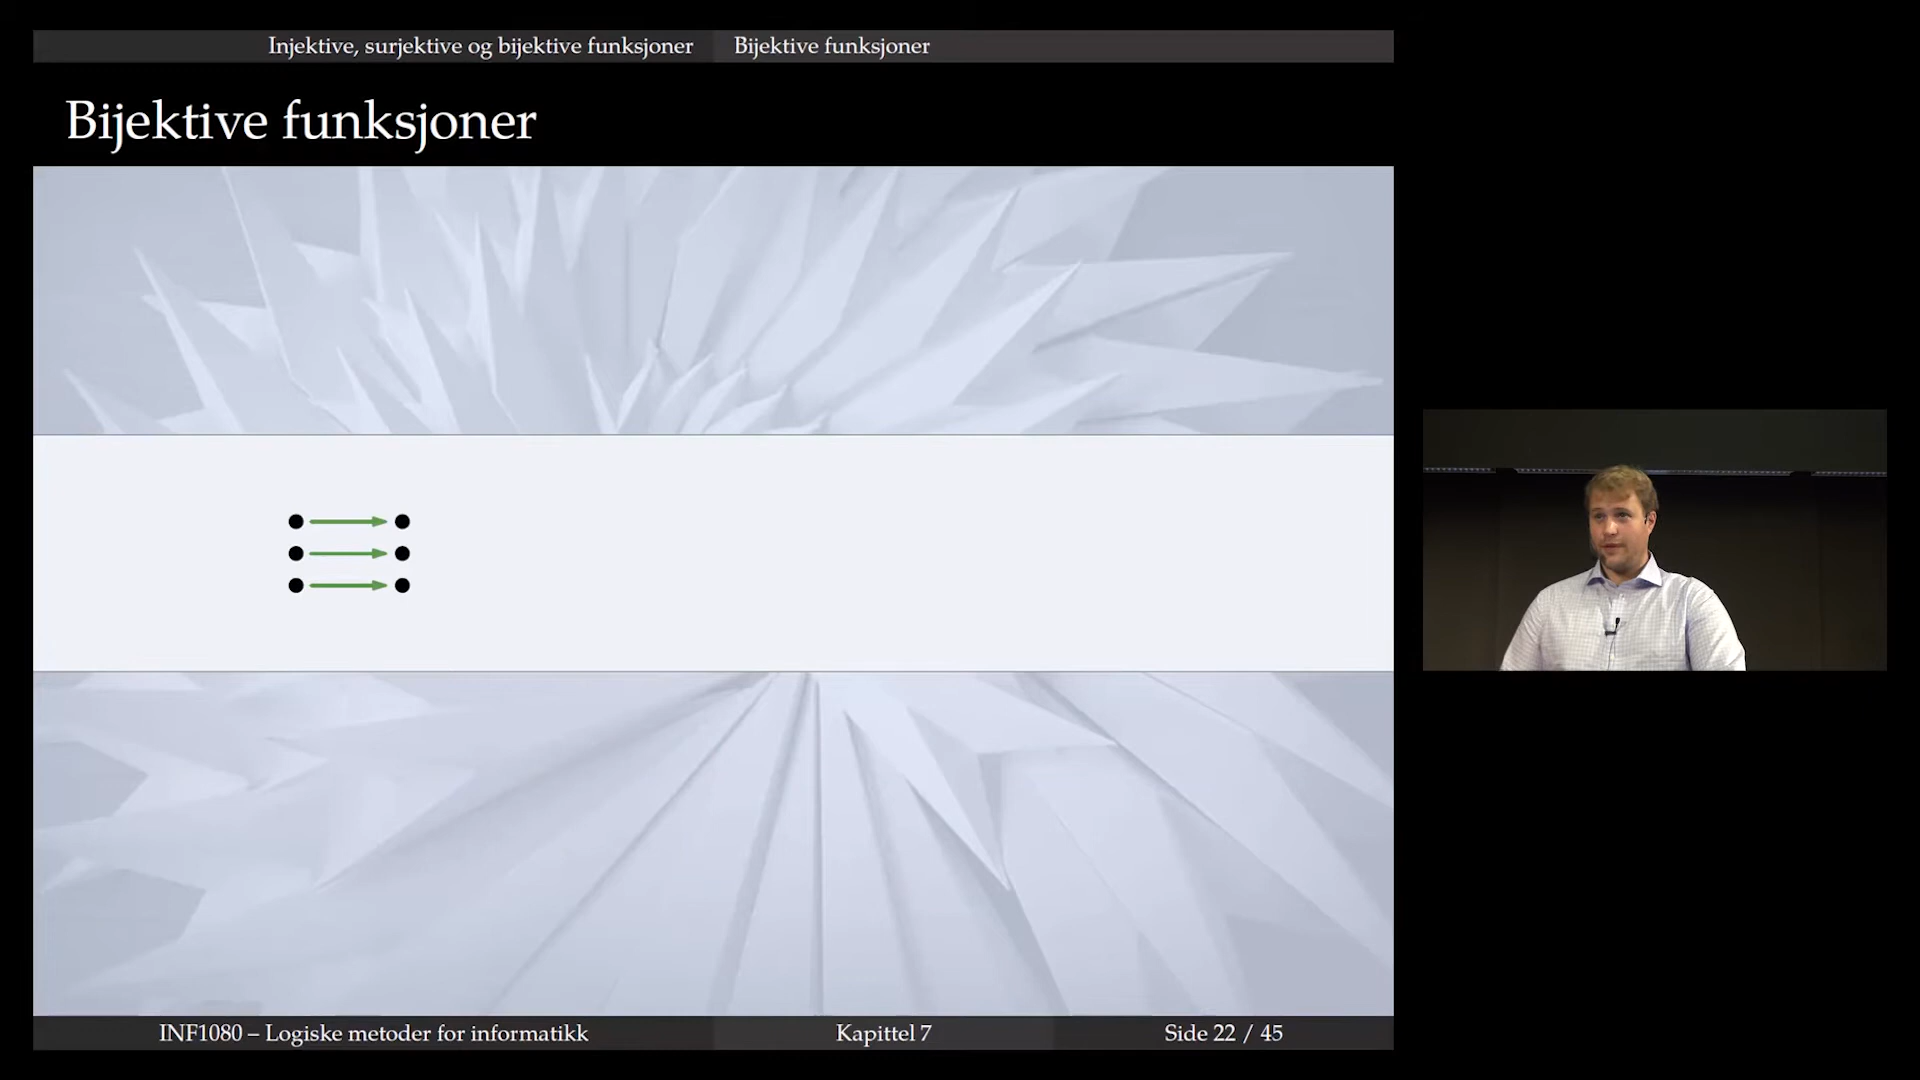 Injektive, surjektive og bijektive funksjoner Bijektive funksjoner
Bijektive funksjoner
INF1080 – Logiske metoder for informatikk Kapittel 7 Side 22 / 45